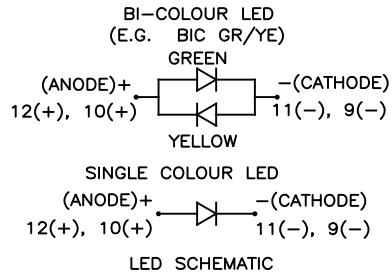 BI-COLOUR LED
(E.G. BIC GR/YE)
GREEN
(ANODE)+ −(CATHODE)
12(+), 10(+) 11(−), 9(−)
YELLOW
SINGLE COLOUR LED
(ANODE)+ −(CATHODE)
12(+), 10(+) 11(−), 9(−)
LED SCHEMATIC